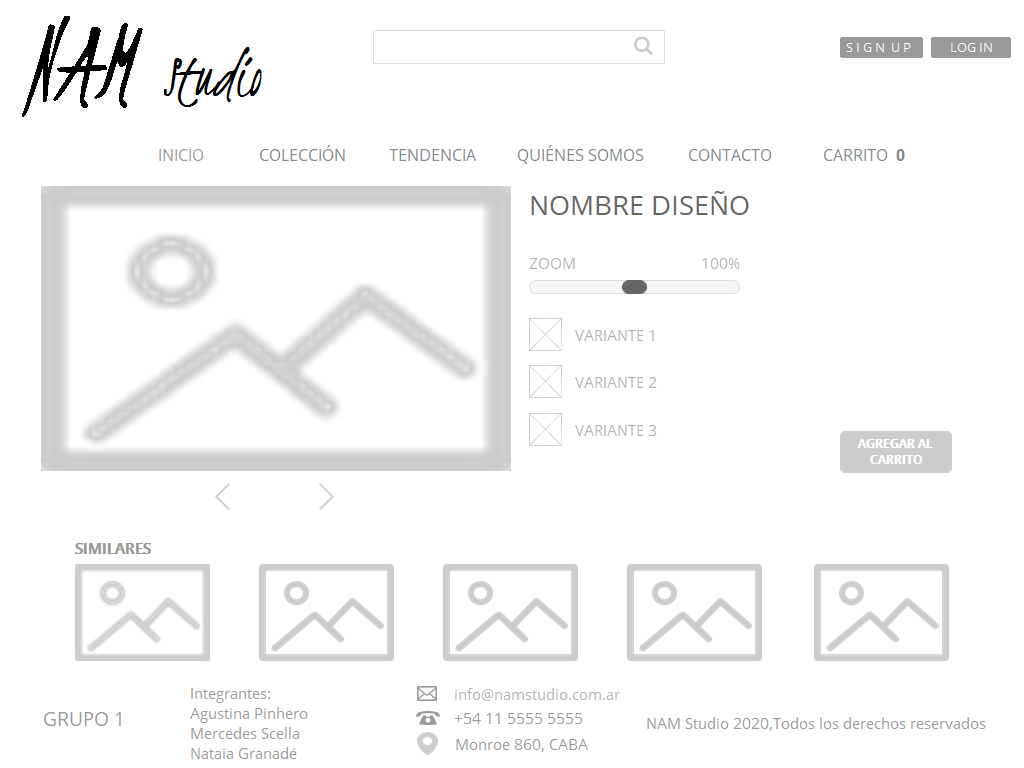 NAM studio
SIGN UP
LOGIN
INICIO
COLECCIÓN
TENDENCIA
QUIÉNES SOMOS
CONTACTO
CARRITO 0
NOMBRE DISEÑO
ZOOM
100%
VARIANTE 1
VARIANTE 2
VARIANTE 3
AGREGAR AL
CARRITO
SIMILARES
GRUPO 1
Integrantes:
Agustina Pinhero
Mercedes Scella
Nataia Granadé
info@namstudio.com.ar
+54 11 5555 5555
Monroe 860, CABA
NAM Studio 2020,Todos los derechos reservados